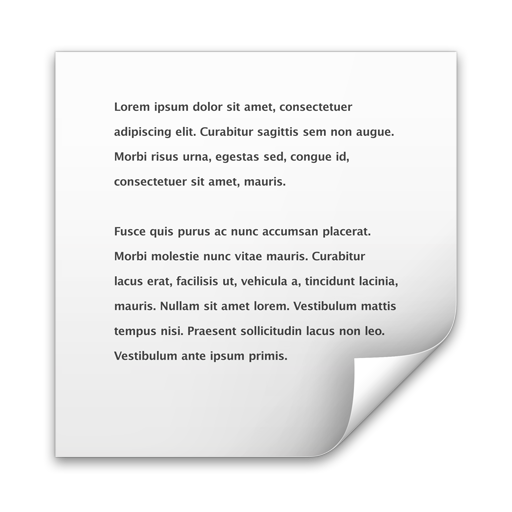 Lorem ipsum dolor sit amet, consectetuer
adipiscing elit. Curabitur sagittis sem non augue.
Morbi risus urna, egestas sed, congue id,
consectetuer sit amet, mauris.
Fusce quis purus ac nunc accumsan placerat.
Morbi molestie nunc vitae mauris. Curabitur
lacus erat, facilisis ut, vehicula a, tincidunt lacinia,
mauris. Nullam sit amet lorem. Vestibulum mattis
tempus nisi. Praesent sollicitudin lacus non leo.
Vestibulum ante ipsum primis.